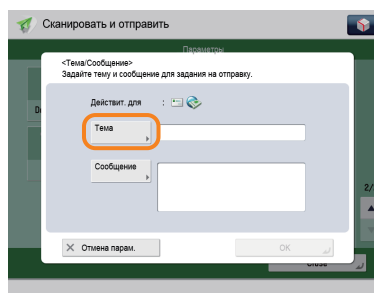 Сканировать и отправить
Параметры
<Тема/Сообщение>
Задайте тему и сообщение для задания на отправку.
Действит. для :
Тема
Сообщение
2/
Отмена парам.
OK
Close